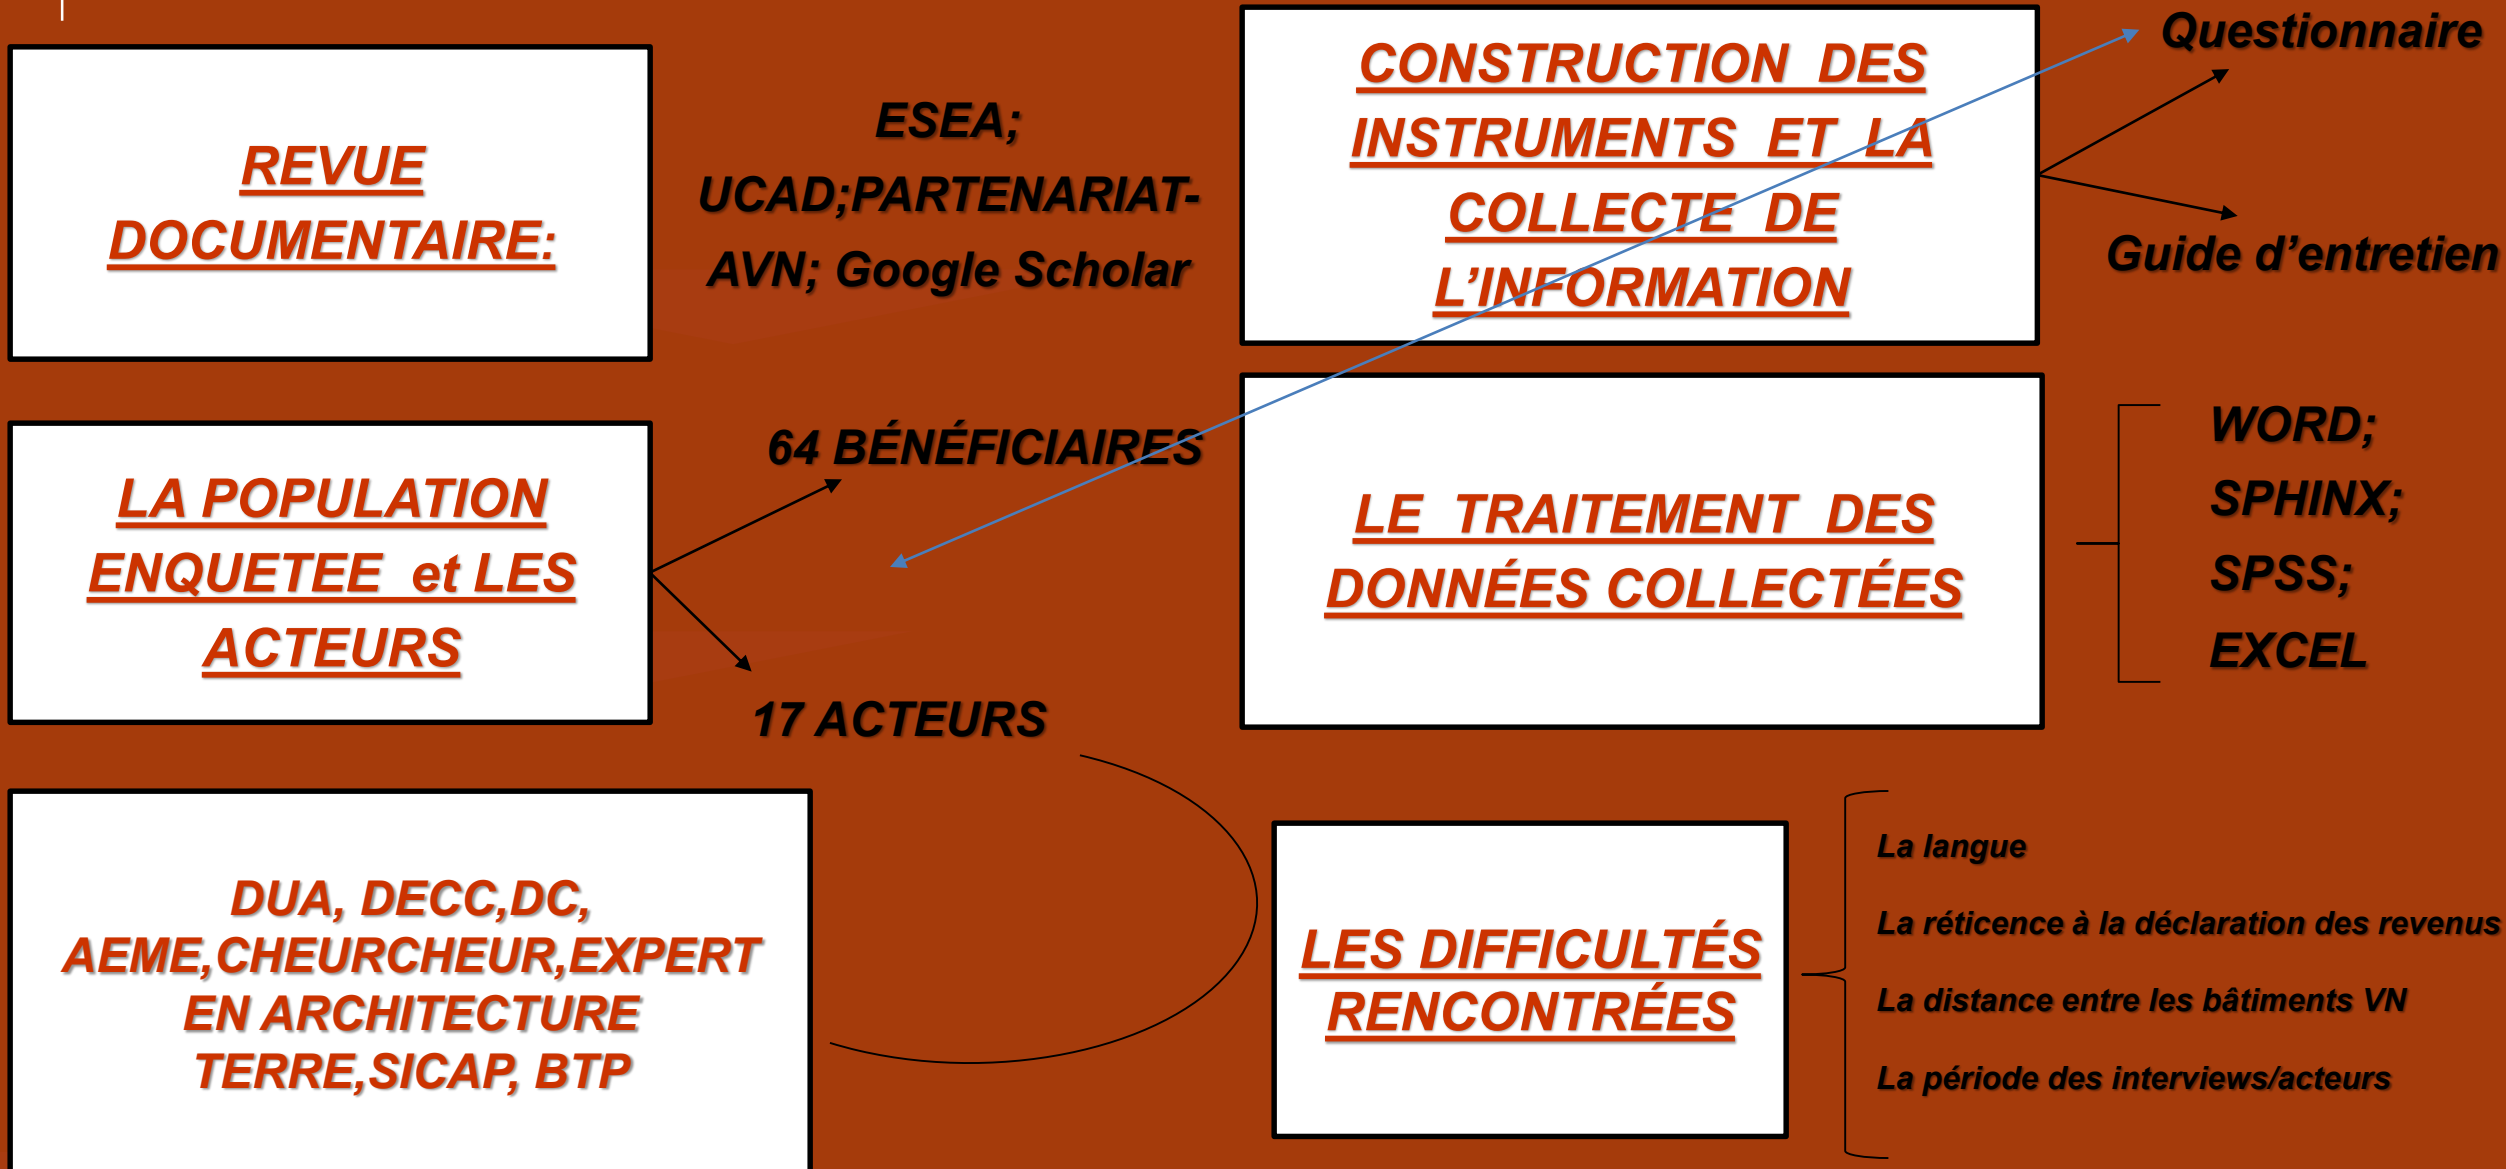 REVUE
DOCUMENTAIRE:
ESEA;
UCAD;PARTENARIAT-
AVN; Google Scholar
CONSTRUCTION DES
INSTRUMENTS ET LA
COLLECTE DE
L’INFORMATION
Questionnaire
Guide d’entretien
LA POPULATION
ENQUETEE et LES
ACTEURS
64 BÉNÉFICIAIRES
17 ACTEURS
LE TRAITEMENT DES
DONNÉES COLLECTÉES
WORD;
SPHINX;
SPSS;
EXCEL
DUA, DECC,DC,
AEME,CHEURCHEUR,EXPERT
EN ARCHITECTURE
TERRE,SICAP, BTP
LES DIFFICULTÉS
RENCONTRÉES
La langue
La réticence à la déclaration des revenus
La distance entre les bâtiments VN
La période des interviews/acteurs